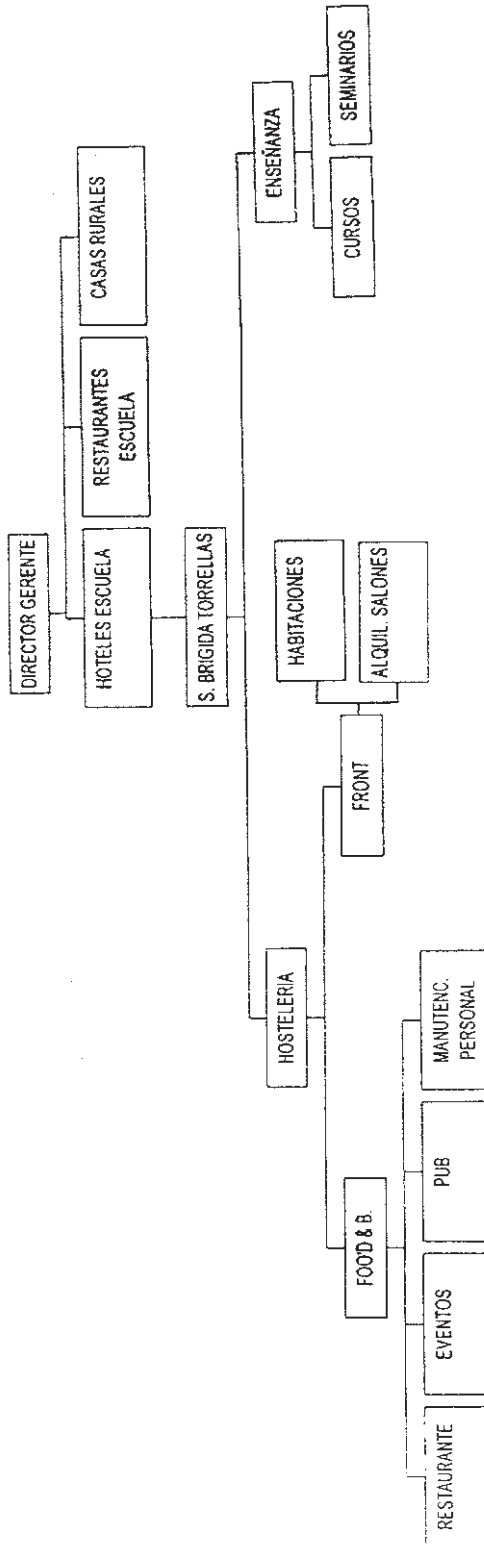 DIRECTOR GERENTE
HOTELES ESCUELA
RESTAURANTES
ESCUELA
CASAS RURALES
S. BRIGIDA TORRELLAS
HOSTELERIA
ENSEÑANZA
FOO'D & B.
FRONT
HABITACIONES
ALQUIL. SALONES
CURSOS
SEMINARIOS
RESTAURANTE
EVENTOS
PUB
MANUTENC.
PERSONAL